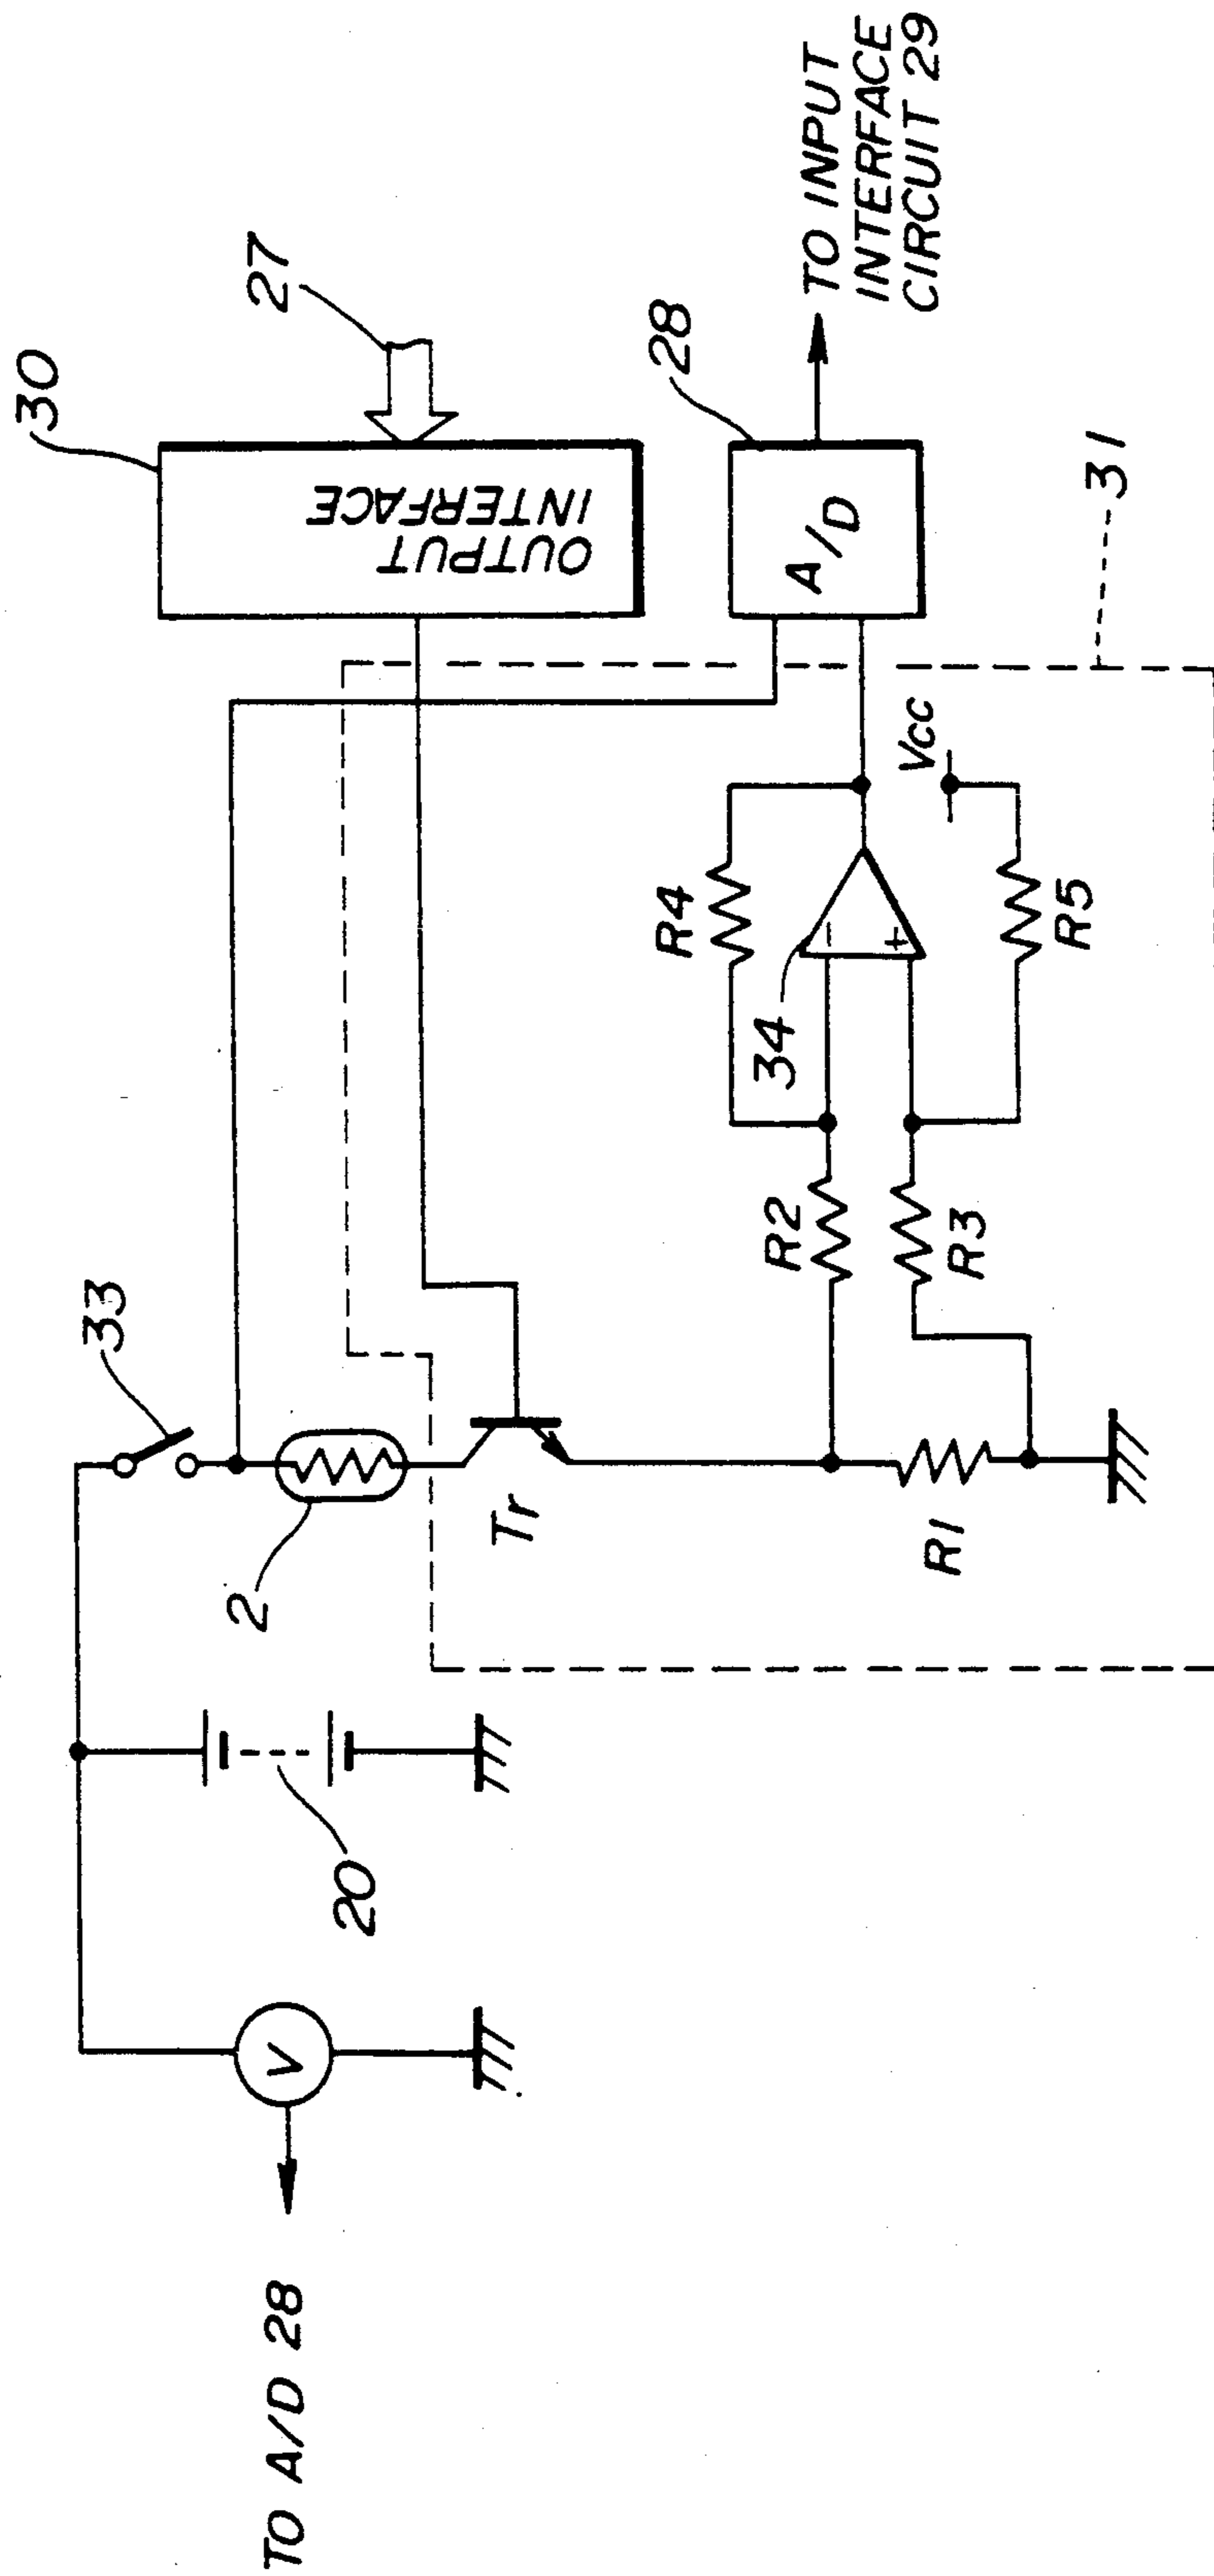 30
27
OUTPUT
INTERFACE
28
A/D
TO INPUT
INTERFACE
CIRCUIT 29
31
33
2
Tr
R4
34
−
+
Vcc
R5
R2
R3
R1
20
V
TO A/D 28